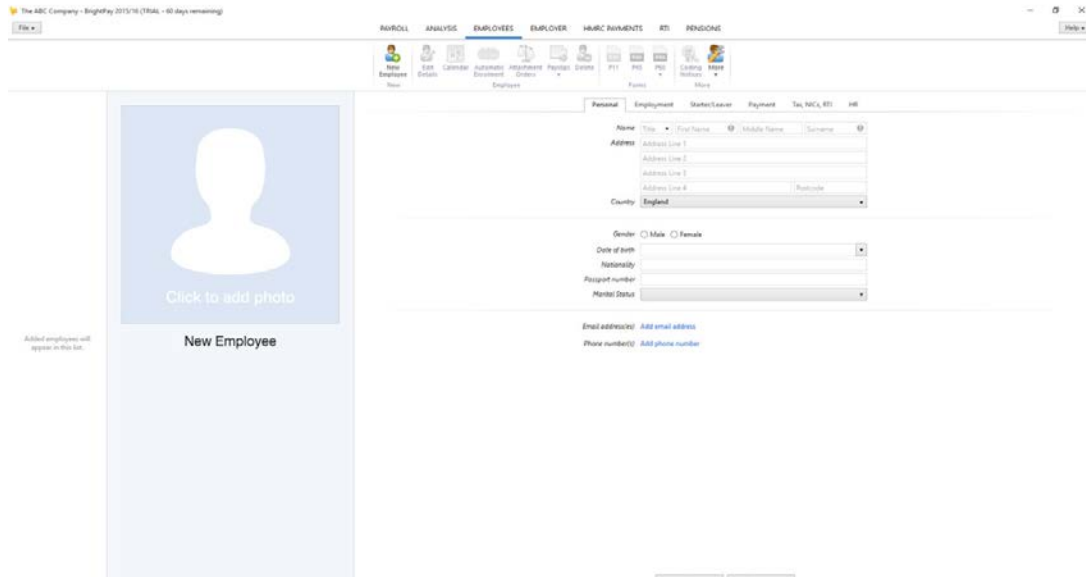 The ABC Company - BrightPay 2015/16 (TRIAL - 60 days remaining)
File
Help
PAYROLL ANALYSIS EMPLOYEES EMPLOYER HMRC PAYMENTS RTI PENSIONS
New Employee
Edit Details
Calendar
Automatic Enrolment
Attachment Orders
Payslips
Delete
P11
P45
P60
Coding Notices
More
New
Employee
Forms
More
Personal Employment Starter/Leaver Payment Tax, NICs, RTI HR
Name Title First Name Middle Name Surname
Address Address Line 1
Address Line 2
Address Line 3
Address Line 4 Postcode
Country England
Gender Male Female
Date of birth
Nationality
Passport number
Marital Status
Email address(es) Add email address
Phone number(s) Add phone number
Click to add photo
New Employee
Added employees will
appear in this list.